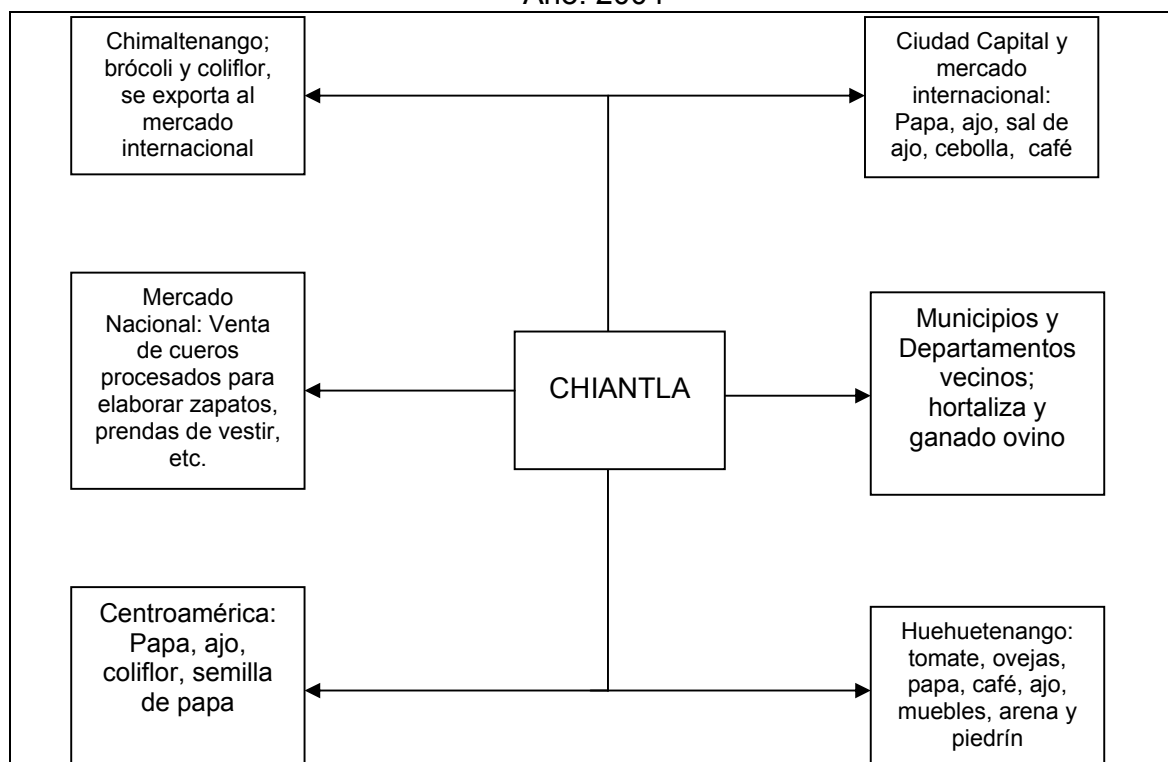 Chimaltenango;
brócoli y coliflor,
se exporta al
mercado
internacional
Ciudad Capital y
mercado
internacional:
Papa, ajo, sal de
ajo, cebolla, café
Mercado
Nacional: Venta
de cueros
procesados para
elaborar zapatos,
prendas de vestir,
etc.
CHIANTLA
Municipios y
Departamentos
vecinos;
hortaliza y
ganado ovino
Centroamérica:
Papa, ajo,
coliflor, semilla
de papa
Huehuetenango:
tomate, ovejas,
papa, café, ajo,
muebles, arena y
piedrín